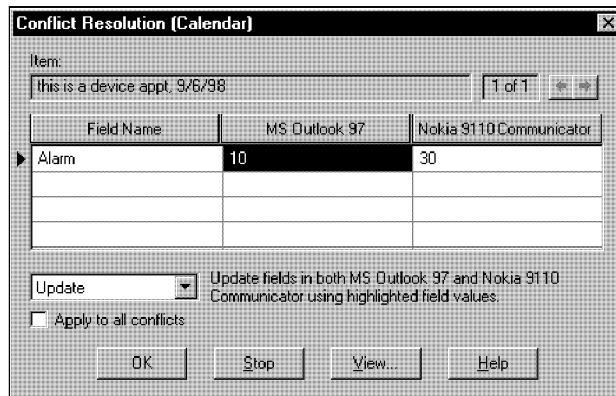 Conflict Resolution (Calendar)
Item:
this is a device appt, 9/6/98
1 of 1
Field Name MS Outlook 97 Nokia 9110 Communicator
Alarm 10 30
Update
Update fields in both MS Outlook 97 and Nokia 9110
Communicator using highlighted field values.
Apply to all conflicts
OK Stop View... Help